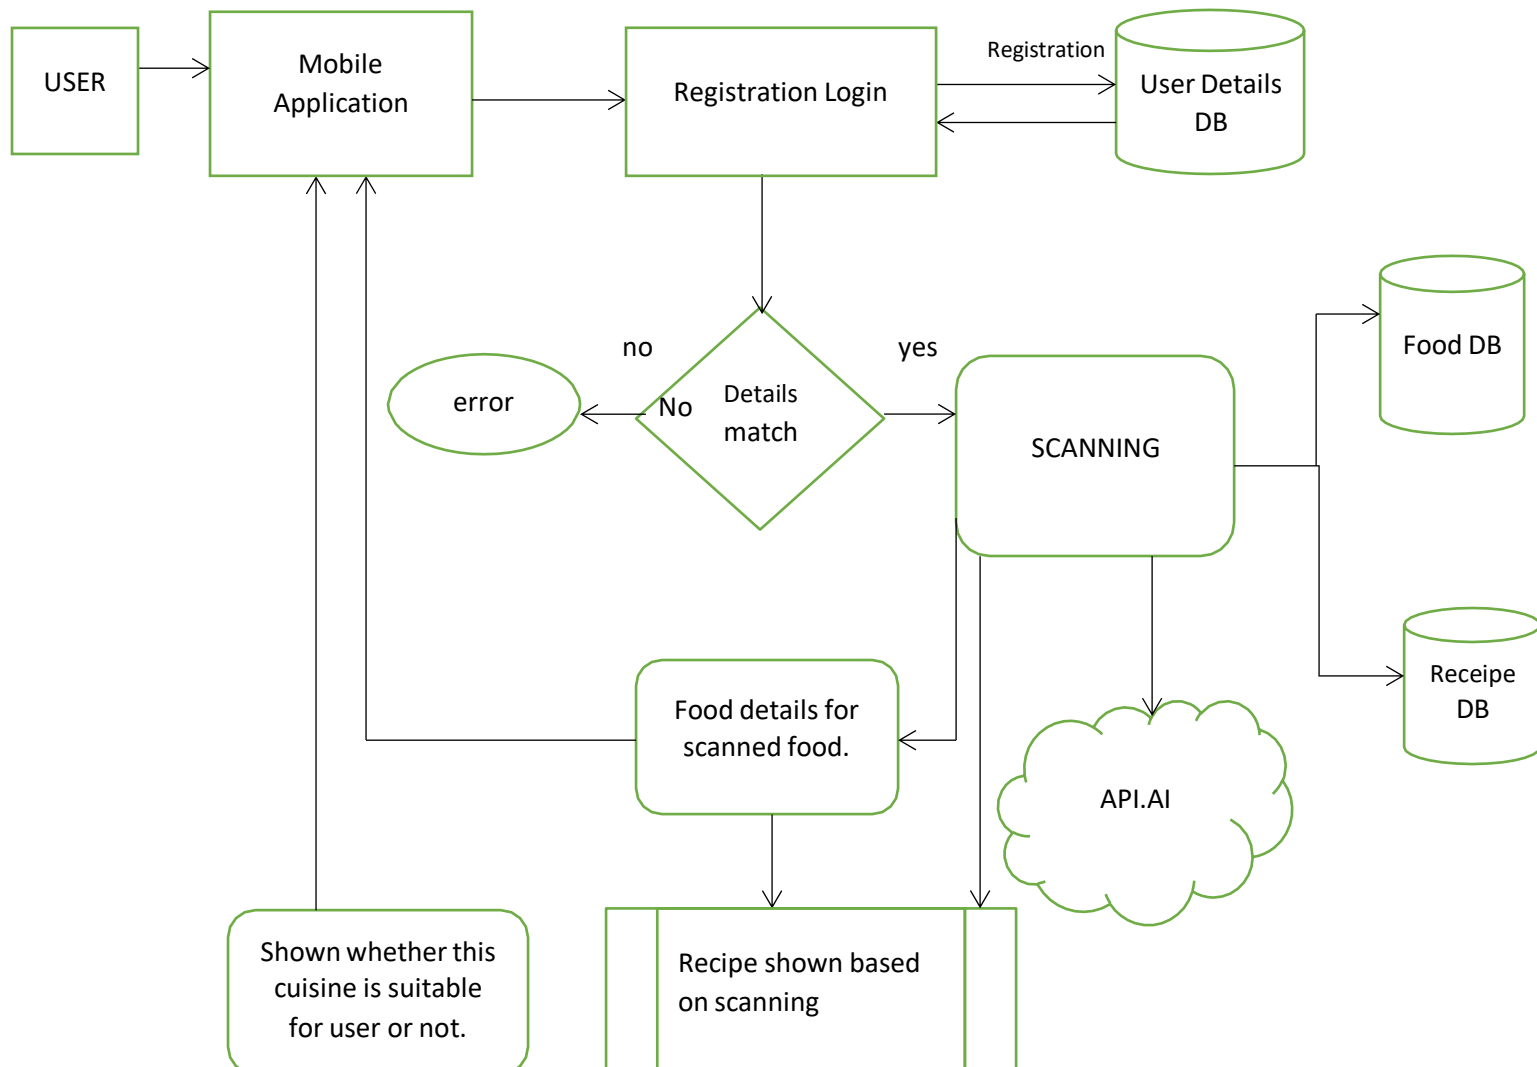 USER
Mobile
Application
Registration Login
Registration
User Details
DB
no
yes
error
No
Details
match
SCANNING
Food DB
Receipe
DB
Food details for
scanned food.
API.AI
Shown whether this
cuisine is suitable
for user or not.
Recipe shown based
on scanning